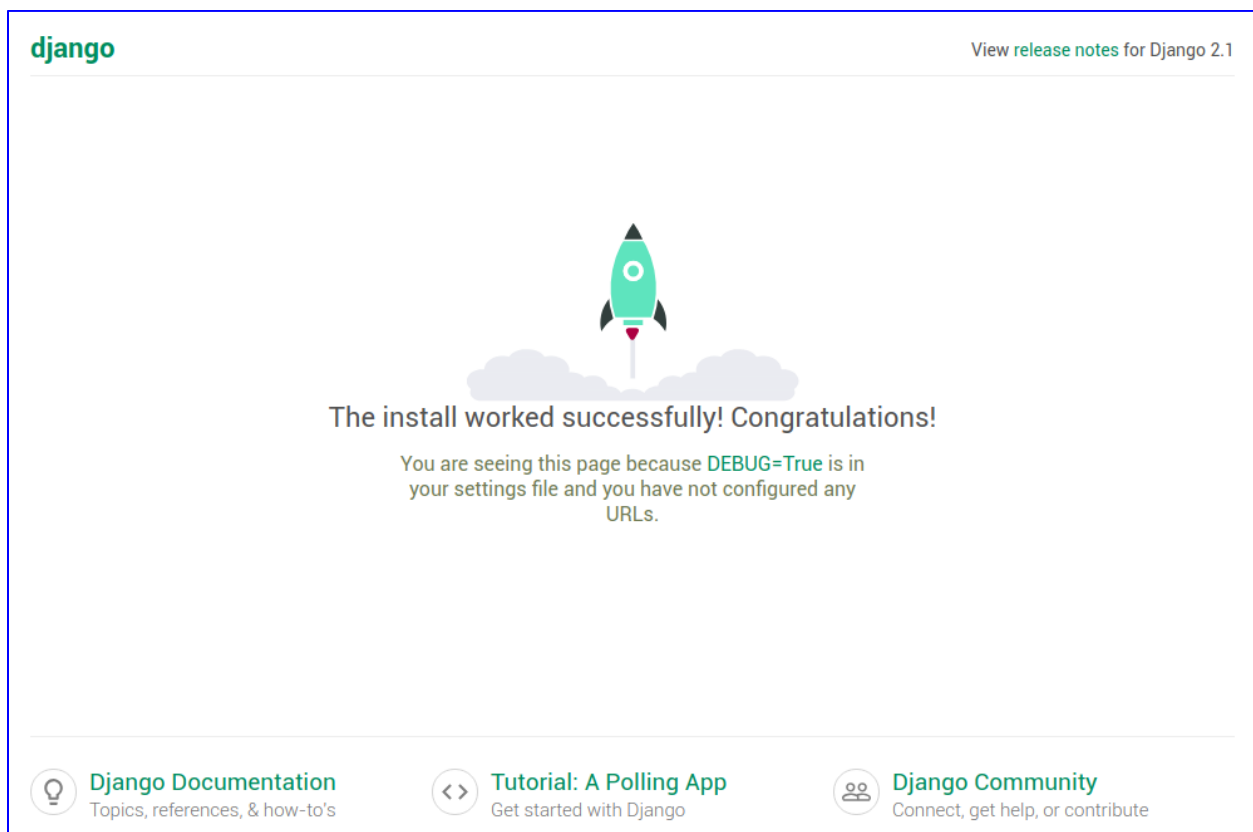 django
View release notes for Django 2.1
The install worked successfully! Congratulations!
You are seeing this page because DEBUG=True is in
your settings file and you have not configured any
URLs.
Django Documentation
Topics, references, & how-to's
Tutorial: A Polling App
Get started with Django
Django Community
Connect, get help, or contribute